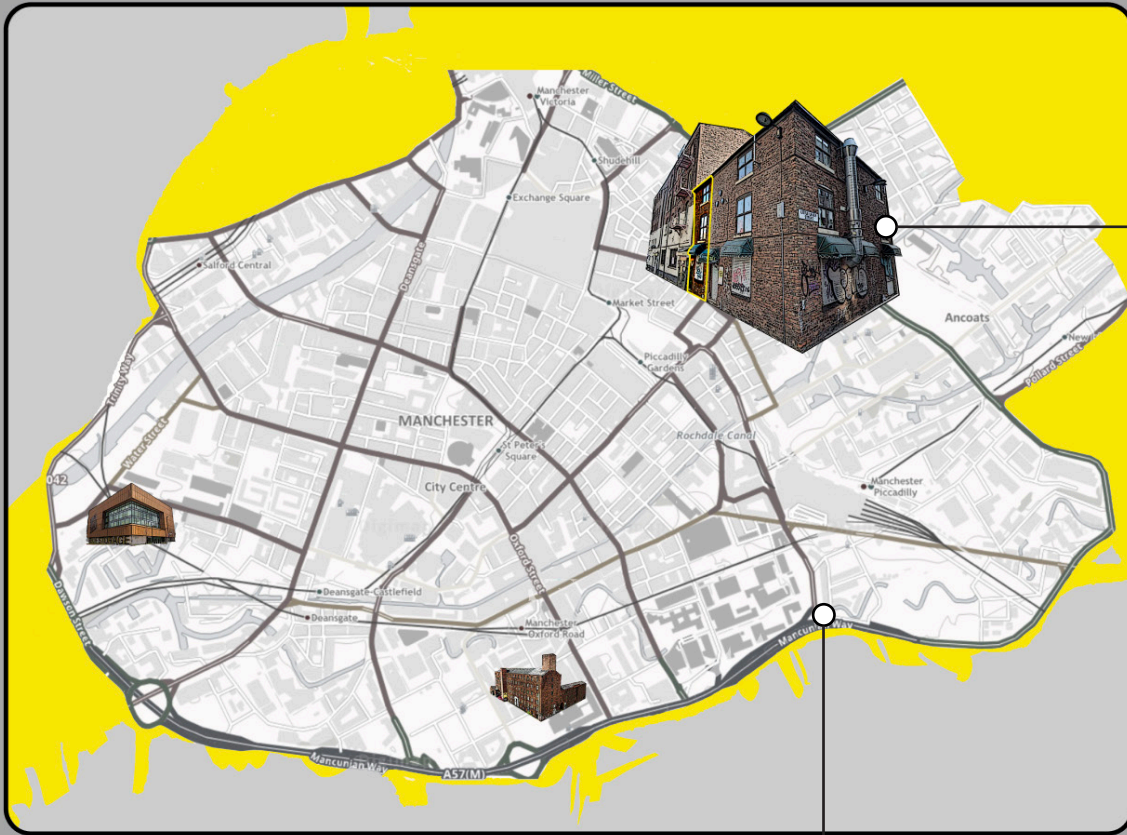 Miller Street
Manchester
Victoria
Shudehill
Exchange Square
Salford Central
Deansgate
Market Street
Ancoats
New
Pollard Street
Piccadilly
Gardens
Trinity Way
MANCHESTER
Water Street
Rochdale Canal
St Peter's
Square
City Centre
042
Manchester
Piccadilly
Oxford Street
Deansgate-Castlefield
Dawson Street
Deansgate
Manchester
Oxford Road
Mancunian Way
Mancunian Way
A57(M)